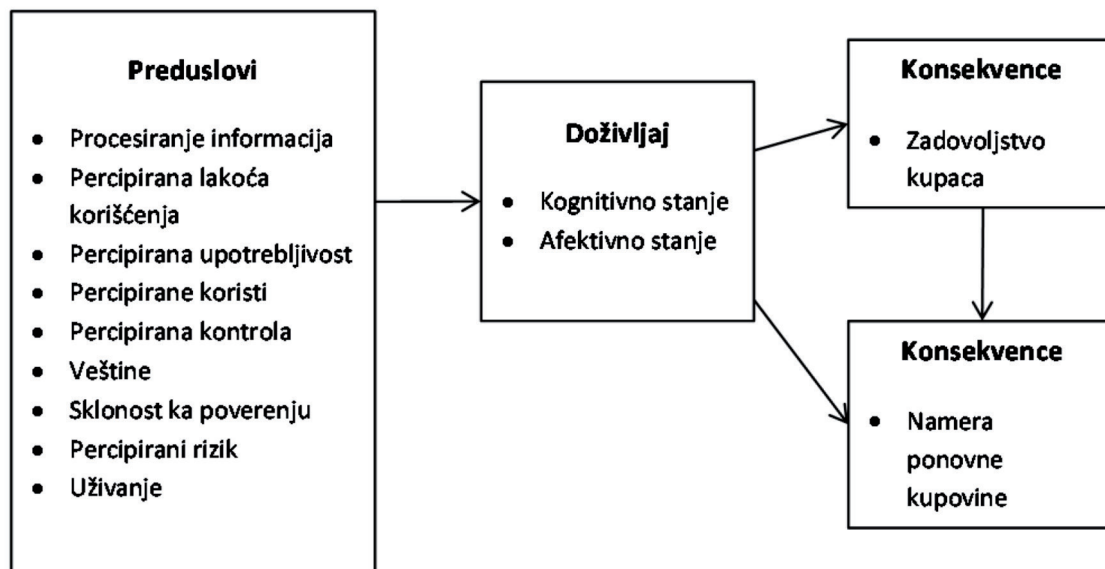 Preduslovi
• Procesiranje informacija
• Percipirana lakoća
korišćenja
• Percipirana upotrebljivost
• Percipirane koristi
• Percipirana kontrola
• Veštine
• Sklonost ka poverenju
• Percipirani rizik
• Uživanje
Doživljaj
• Kognitivno stanje
• Afektivno stanje
Konsekvence
• Zadovoljstvo
kupaca
Konsekvence
• Namera
ponovne
kupovine